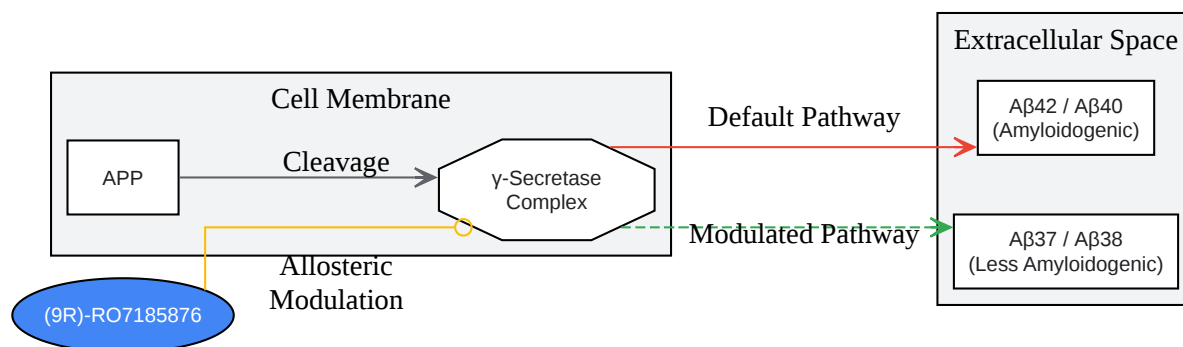 Extracellular Space
Cell Membrane
Aβ42 / Aβ40
(Amyloidogenic)
Default Pathway
Cleavage
APP
γ-Secretase
Complex
Modulated Pathway
Aβ37 / Aβ38
(Less Amyloidogenic)
Allosteric
Modulation
(9R)-RO7185876